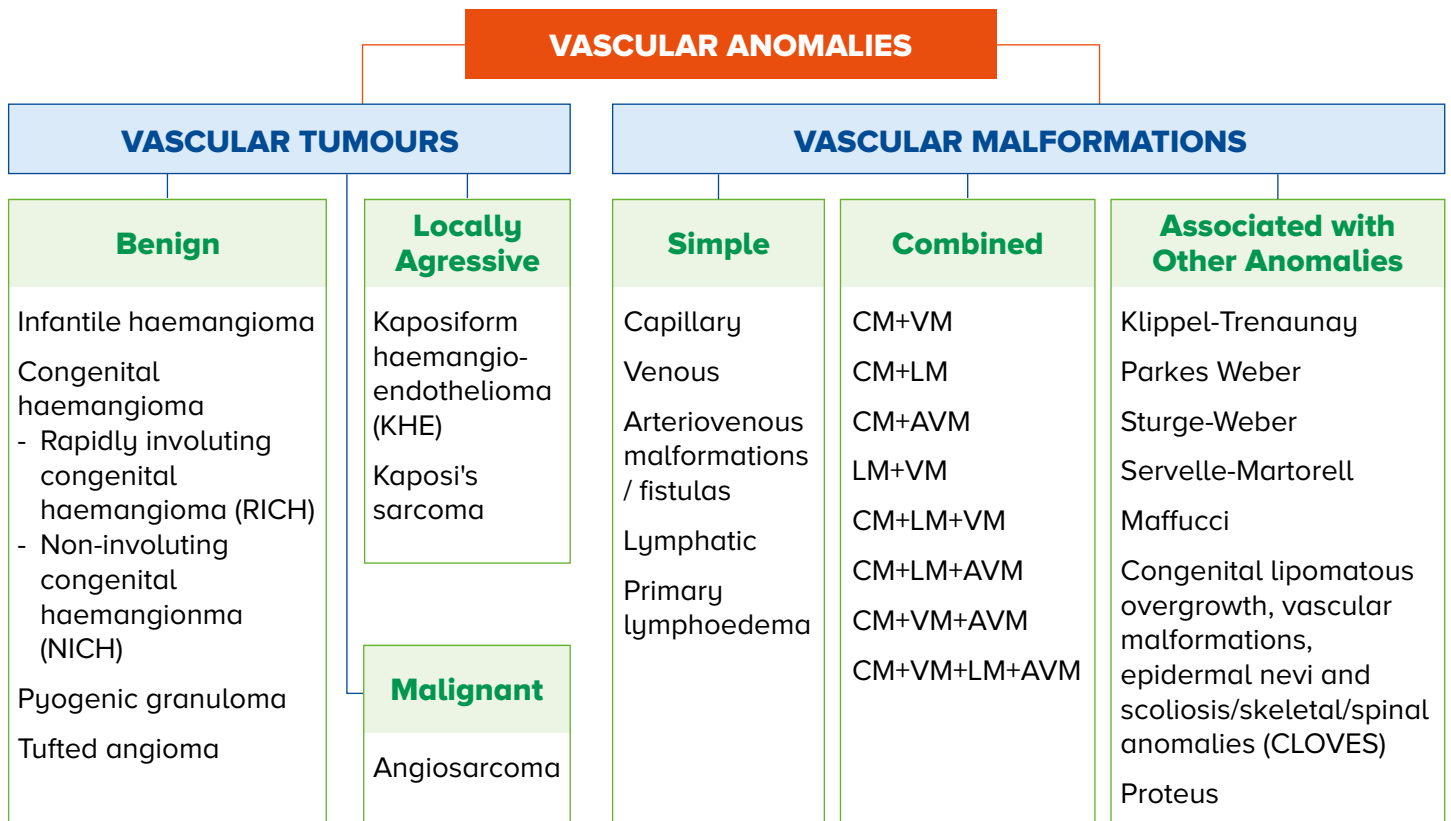 VASCULAR ANOMALIES
VASCULAR TUMOURS
Benign
Infantile haemangioma
Congenital
haemangioma
- Rapidly involuting
congenital
haemangioma (RICH)
- Non-involuting
congenital
haemangionma
(NICH)
Pyogenic granuloma
Tufted angioma
Locally
Agressive
Kaposiform
haemangio-
endothelioma
(KHE)
Kaposi's
sarcoma
Malignant
Angiosarcoma
VASCULAR MALFORMATIONS
Simple
Capillary
Venous
Arteriovenous
malformations
/ fistulas
Lymphatic
Primary
lymphoedema
Combined
CM+VM
CM+LM
CM+AVM
LM+VM
CM+LM+VM
CM+LM+AVM
CM+VM+AVM
CM+VM+LM+AVM
Associated with
Other Anomalies
Klippel-Trenaunay
Parkes Weber
Sturge-Weber
Servelle-Martorell
Maffucci
Congenital lipomatous
overgrowth, vascular
malformations,
epidermal nevi and
scoliosis/skeletal/spinal
anomalies (CLOVES)
Proteus